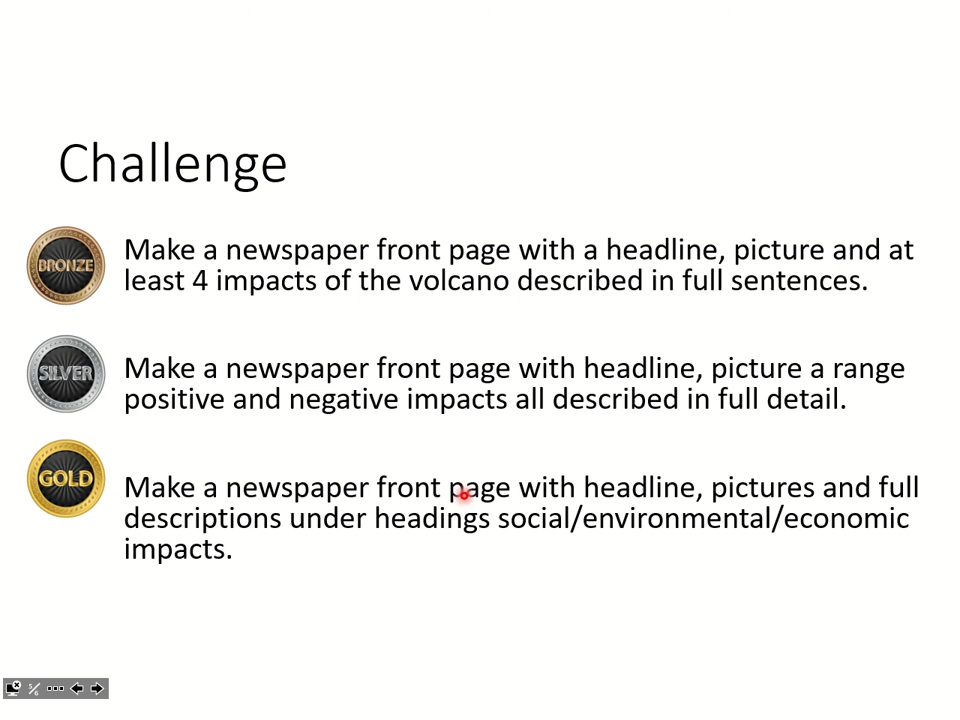 Challenge
BRONZE
Make a newspaper front page with a headline, picture and at
least 4 impacts of the volcano described in full sentences.
SILVER
Make a newspaper front page with headline, picture a range
positive and negative impacts all described in full detail.
GOLD
Make a newspaper front page with headline, pictures and full
descriptions under headings social/environmental/economic
impacts.
5/6